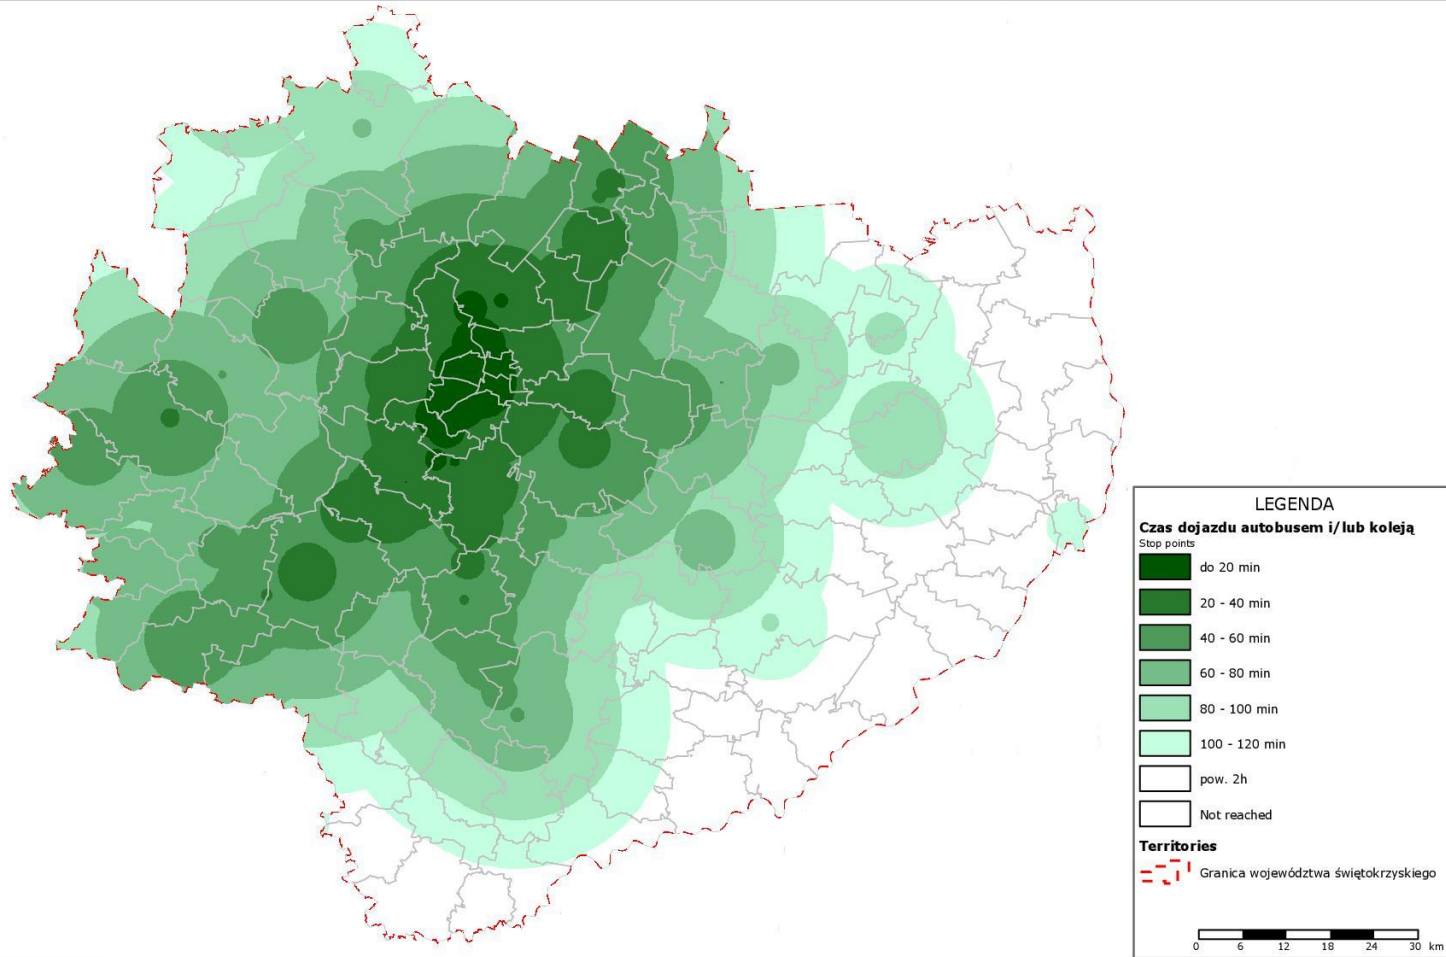 LEGENDA
Czas dojazdu autobusem i/lub koleją
Stop points
do 20 min
20 - 40 min
40 - 60 min
60 - 80 min
80 - 100 min
100 - 120 min
pow. 2h
Not reached
Territories
Granica województwa świętokrzyskiego
0 6 12 18 24 30 km